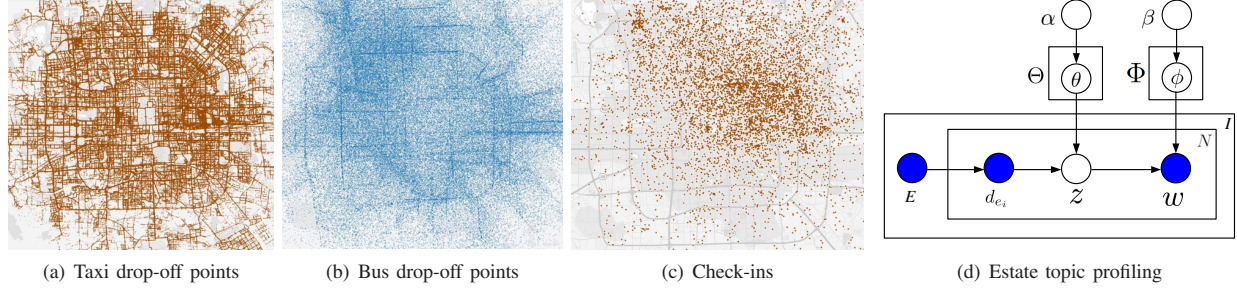 α β
Θ θ Φ ϕ
I
N
E d_{e_i} z w
(a) Taxi drop-off points (b) Bus drop-off points (c) Check-ins (d) Estate topic profiling